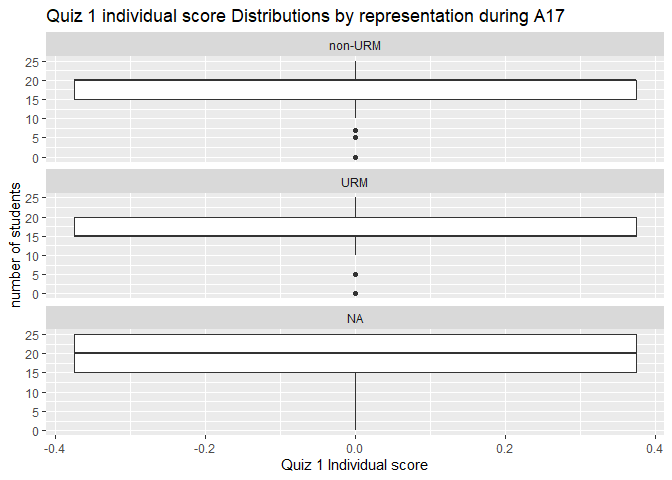 Quiz 1 individual score Distributions by representation during A17
non-URM
25
20
15
10
5
0
URM
25
20
15
10
5
0
NA
25
20
15
10
5
0
number of students
-0.4 -0.2 0.0 0.2 0.4
Quiz 1 Individual score